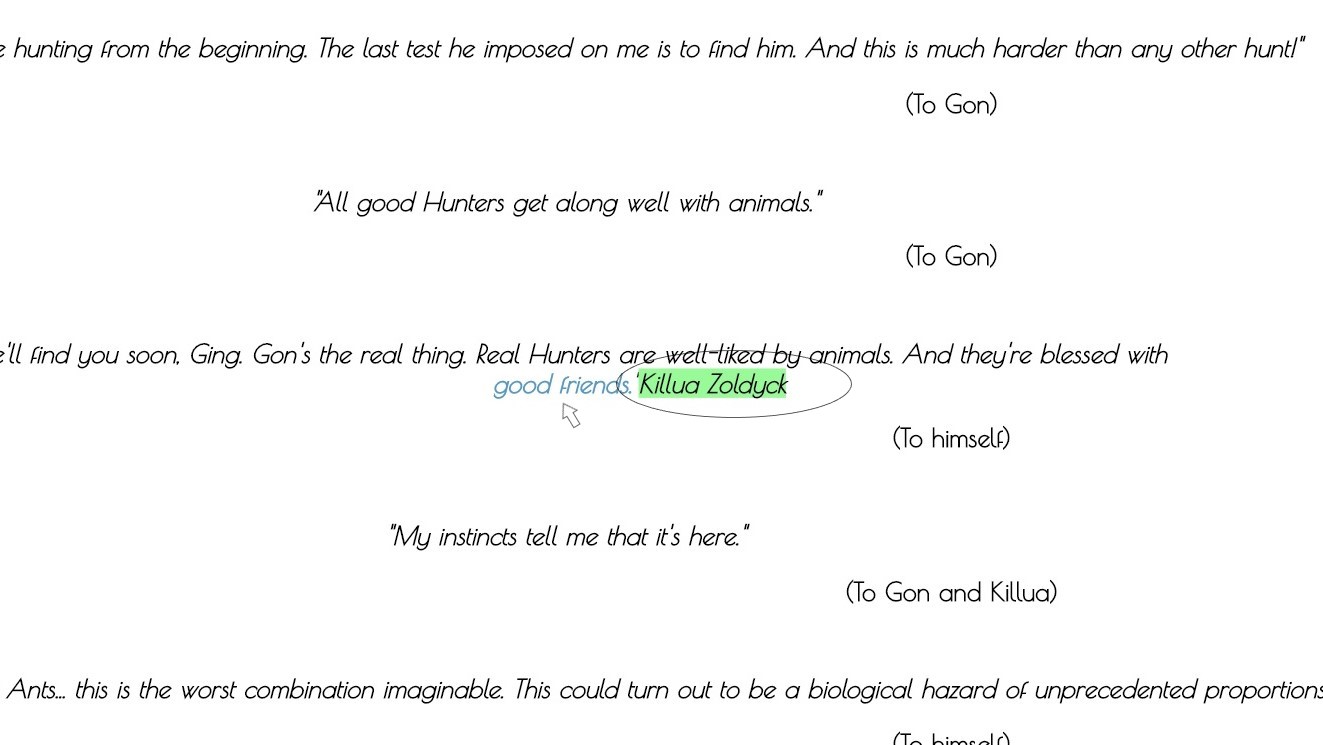 hunting from the beginning. The last test he imposed on me is to find him. And this is much harder than any other hunt!"
(To Gon)
"All good Hunters get along well with animals."
(To Gon)
e'll find you soon, Ging. Gon's the real thing. Real Hunters are well-liked by animals. And they're blessed with
good friends.'Killua Zoldyck
(To himself)
"My instincts tell me that it's here."
(To Gon and Killua)
Ants... this is the worst combination imaginable. This could turn out to be a biological hazard of unprecedented proportions
(To himself)